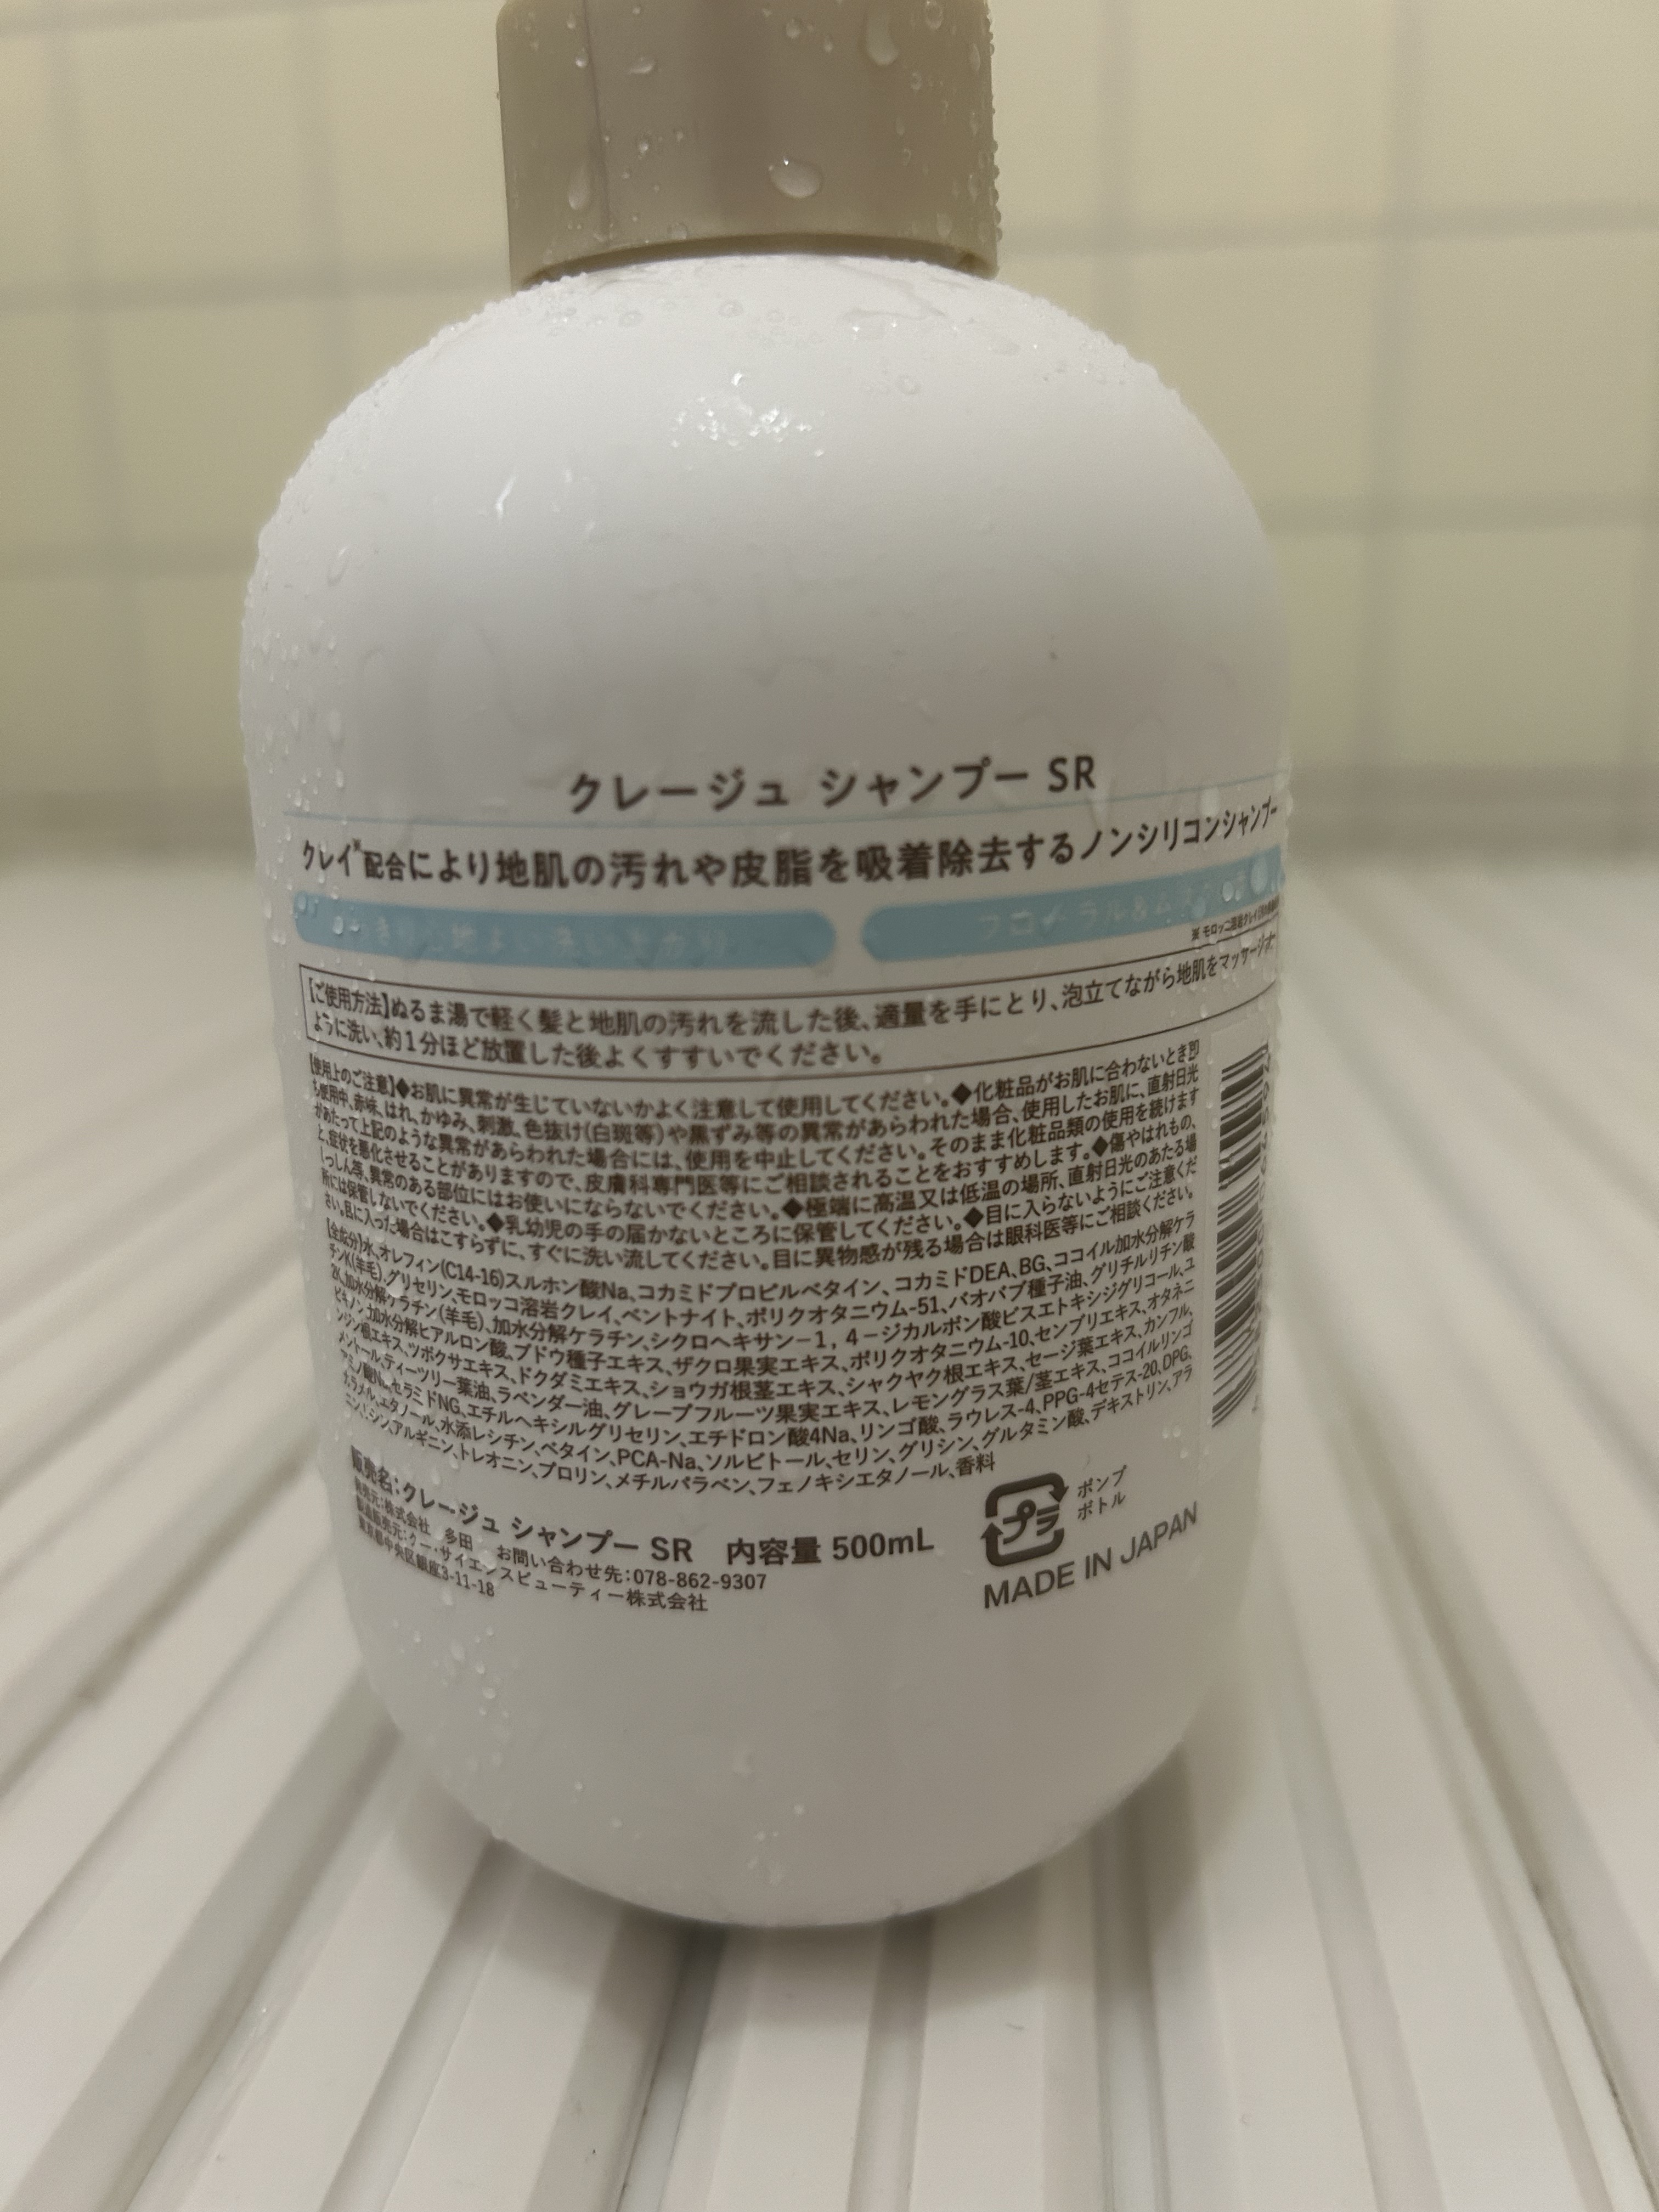 クレージュ シャンプー SR
クレイ※配合により地肌の汚れや皮脂を吸着除去するノンシリコンシャンプー
フローラル&
※ モロッコ溶岩クレイ
【ご使用方法】ぬるま湯で軽く髪と地肌の汚れを流した後、適量を手にとり、泡立てながら地肌をマッサージする
ように洗い、約1分ほど放置した後よくすすいでください。
【使用上のご注意】◆お肌に異常が生じていないかよく注意して使用してください。◆化粧品がお肌に合わないとき即
ち使用中、赤味、はれ、かゆみ、刺激、色抜け(白斑等)や黒ずみ等の異常があらわれた場合、使用したお肌に、直射日光
があたって上記のような異常があらわれた場合には、使用を中止してください。そのまま化粧品類の使用を続けます
と、症状を悪化させることがありますので、皮膚科専門医等にご相談されることをおすすめします。◆傷やはれもの、
しっしん等、異常のある部位にはお使いにならないでください。◆極端に高温又は低温の場所、直射日光のあたる場
所には保管しないでください。◆乳幼児の手の届かないところに保管してください。◆目に入らないようにご注意くだ
さい。目に入った場合はこすらずに、すぐに洗い流してください。目に異物感が残る場合は眼科医等にご相談ください。
【全成分】水、オレフィン(C14-16)スルホン酸Na、コカミドプロピルベタイン、コカミドDEA、BG、ココイル加水分解ケラ
チンK(羊毛)、グリセリン、モロッコ溶岩クレイ、ベントナイト、ポリクオタニウム-51、バオバブ種子油、グリチルリチン酸
2K、加水分解ケラチン(羊毛)、加水分解ケラチン、シクロヘキサン－1，4－ジカルボン酸ビスエトキシジグリコール、ユ
ビキノン、加水分解ヒアルロン酸、ブドウ種子エキス、ザクロ果実エキス、ポリクオタニウム-10、センブリエキス、オタネニ
ンジン根エキス、ツボクサエキス、ドクダミエキス、ショウガ根茎エキス、シャクヤク根エキス、セージ葉エキス、カンフル、
メントール、ティーツリー葉油、ラベンダー油、グレープフルーツ果実エキス、レモングラス葉/茎エキス、ココイルリンゴ
アミノ酸Na、セラミドNG、エチルヘキシルグリセリン、エチドロン酸4Na、リンゴ酸、ラウレス-4、PPG-4セテス-20、DPG、
カラメル、エタノール、水添レシチン、ベタイン、PCA-Na、ソルビトール、セリン、グリシン、グルタミン酸、デキストリン、アラ
ニン、リシン、アルギニン、トレオニン、プロリン、メチルパラベン、フェノキシエタノール、香料
販売名：クレージュ シャンプー SR 内容量 500mL
発売元：株式会社 多田 お問い合わせ先：078-862-9307
製造販売元：クー・サイエンスビューティー株式会社
東京都中央区銀座3-11-18
プラ
ポンプ
ボトル
MADE IN JAPAN